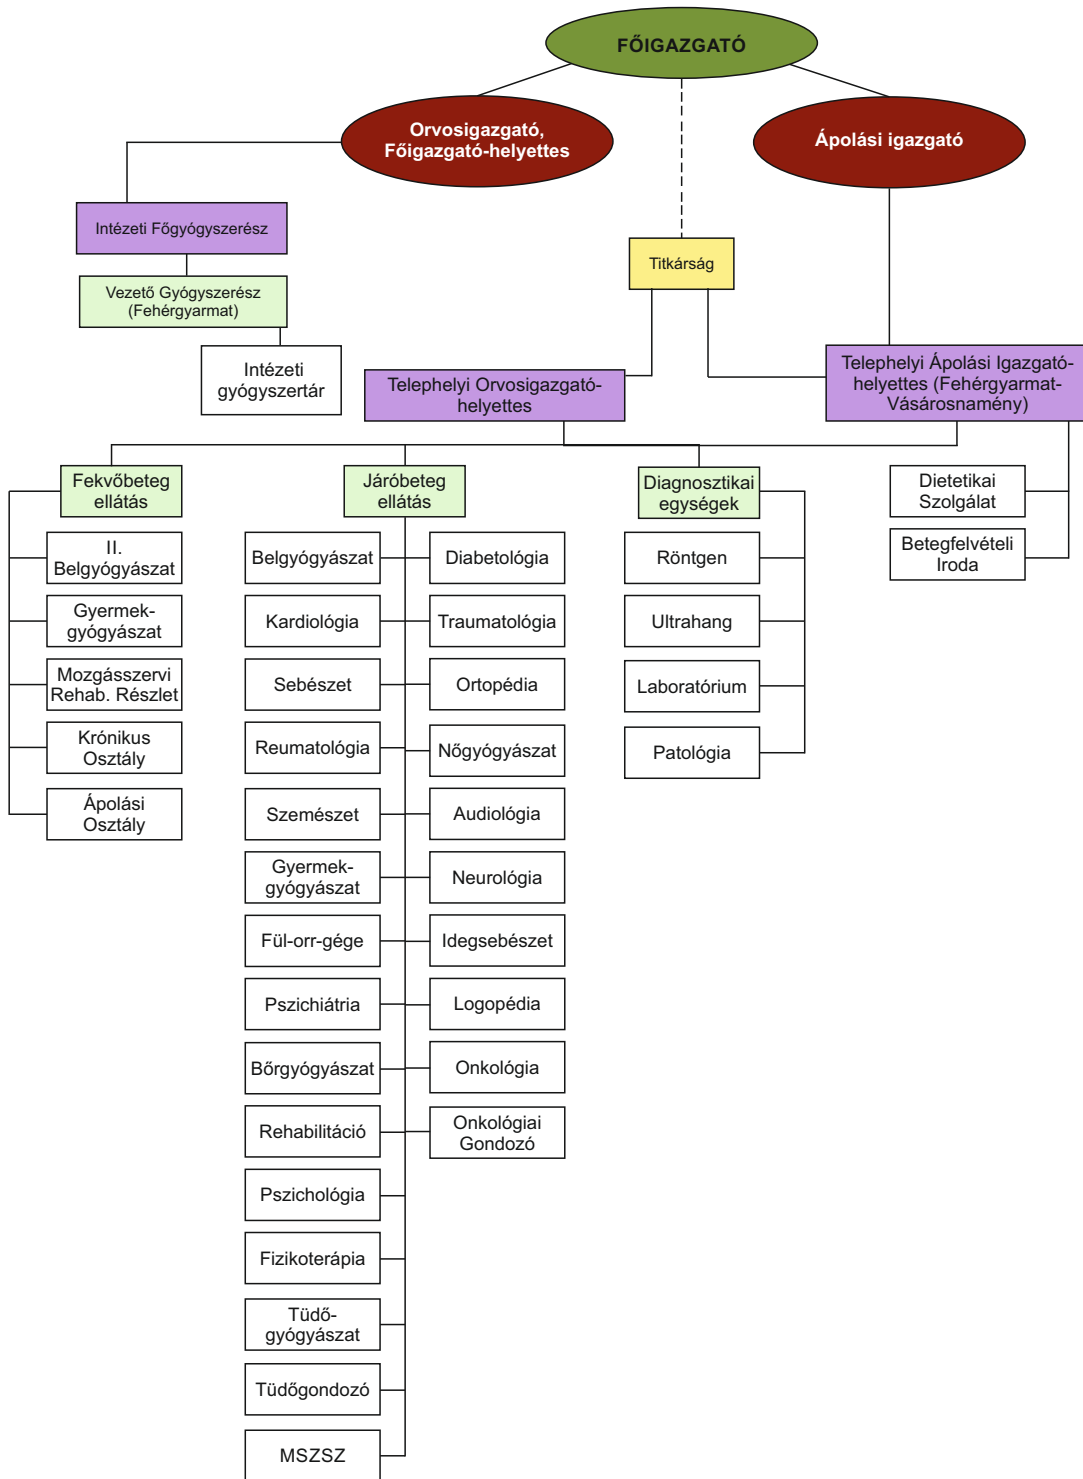 FŐIGAZGATÓ
Orvosigazgató,
Főigazgató-helyettes
Ápolási igazgató
Intézeti Főgyógyszerész
Titkárság
Vezető Gyógyszerész
(Fehérgyarmat)
Intézeti
gyógyszertár
Telephelyi Orvosigazgató-
helyettes
Telephelyi Ápolási Igazgató-
helyettes (Fehérgyarmat-
Vásárosnamény)
Fekvőbeteg
ellátás
Járóbeteg
ellátás
Diagnosztikai
egységek
Dietetikai
Szolgálat
Betegfelvételi
Iroda
II.
Belgyógyászat
Gyermek-
gyógyászat
Mozgásszervi
Rehab. Részlet
Krónikus
Osztály
Ápolási
Osztály
Belgyógyászat
Kardiológia
Sebészet
Reumatológia
Szemészet
Gyermek-
gyógyászat
Fül-orr-gége
Pszichiátria
Bőrgyógyászat
Rehabilitáció
Pszichológia
Fizikoterápia
Tüdő-
gyógyászat
Tüdőgondozó
MSZSZ
Diabetológia
Traumatológia
Ortopédia
Nőgyógyászat
Audiológia
Neurológia
Idegsebészet
Logopédia
Onkológia
Onkológiai
Gondozó
Röntgen
Ultrahang
Laboratórium
Patológia